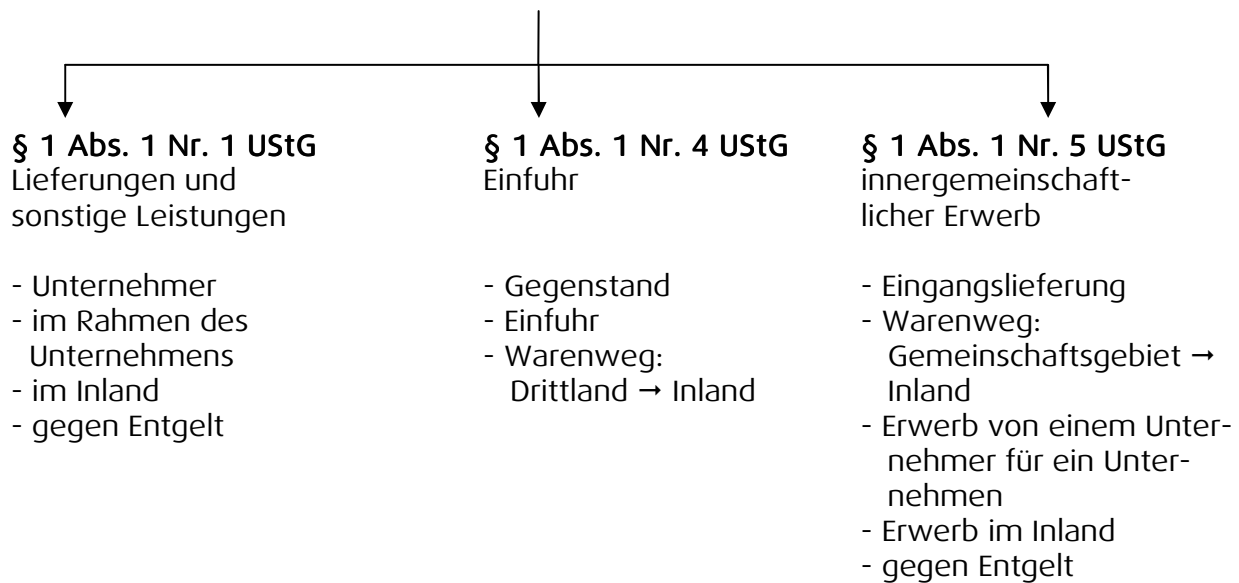 § 1 Abs. 1 Nr. 1 UStG
Lieferungen und
sonstige Leistungen
- Unternehmer
- im Rahmen des
Unternehmens
- im Inland
- gegen Entgelt
§ 1 Abs. 1 Nr. 4 UStG
Einfuhr
- Gegenstand
- Einfuhr
- Warenweg:
Drittland → Inland
§ 1 Abs. 1 Nr. 5 UStG
innergemeinschaft-
licher Erwerb
- Eingangslieferung
- Warenweg:
Gemeinschaftsgebiet →
Inland
- Erwerb von einem Unter-
nehmer für ein Unter-
nehmen
- Erwerb im Inland
- gegen Entgelt